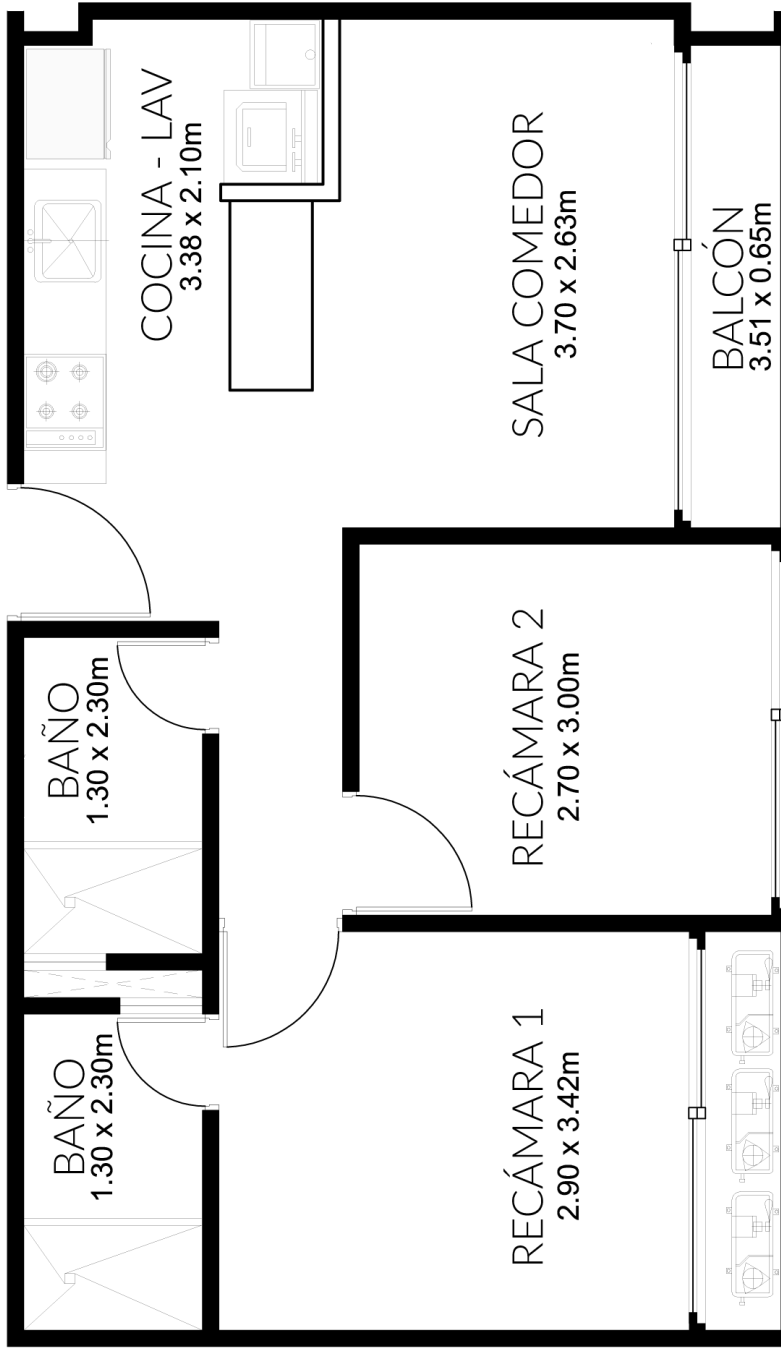 COCINA - LAV
3.38 x 2.10m
SALA COMEDOR
3.70 x 2.63m
BALCÓN
3.51 x 0.65m
BAÑO
1.30 x 2.30m
RECÁMARA 2
2.70 x 3.00m
BAÑO
1.30 x 2.30m
RECÁMARA 1
2.90 x 3.42m